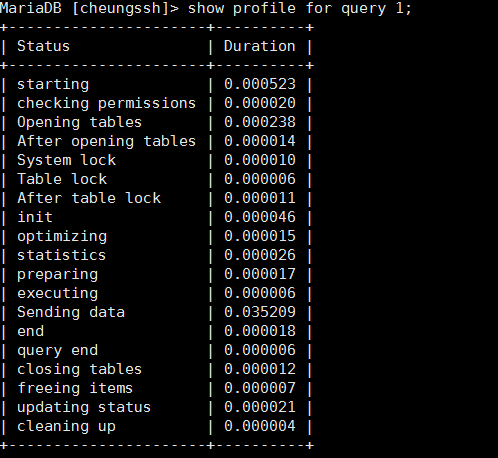 MariaDB [cheungssh]> show profile for query 1;
+----------------------+----------+
| Status               | Duration |
+----------------------+----------+
| starting             | 0.000523 |
| checking permissions | 0.000020 |
| Opening tables       | 0.000238 |
| After opening tables | 0.000014 |
| System lock          | 0.000010 |
| Table lock           | 0.000006 |
| After table lock     | 0.000011 |
| init                 | 0.000046 |
| optimizing           | 0.000015 |
| statistics           | 0.000026 |
| preparing            | 0.000017 |
| executing            | 0.000006 |
| Sending data         | 0.035209 |
| end                  | 0.000018 |
| query end            | 0.000006 |
| closing tables       | 0.000012 |
| freeing items        | 0.000007 |
| updating status      | 0.000021 |
| cleaning up          | 0.000004 |
+----------------------+----------+